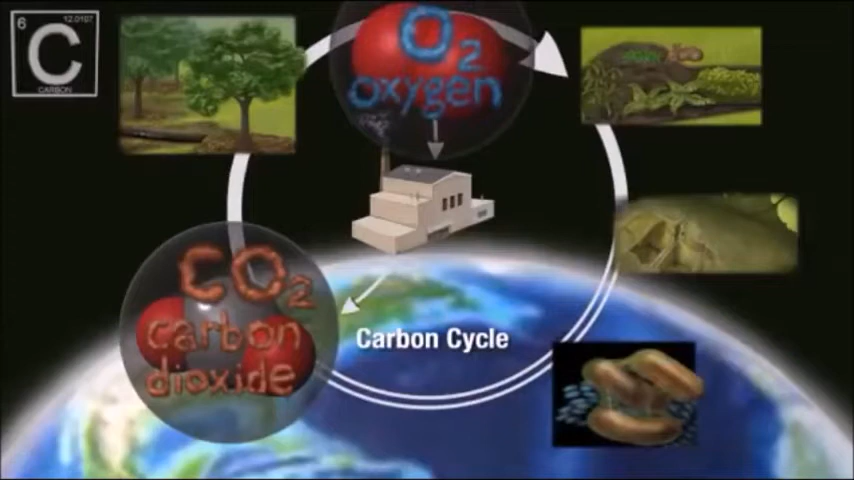 6 12.0107
C
CARBON
O2
oxygen
CO2
carbon
dioxide
Carbon Cycle